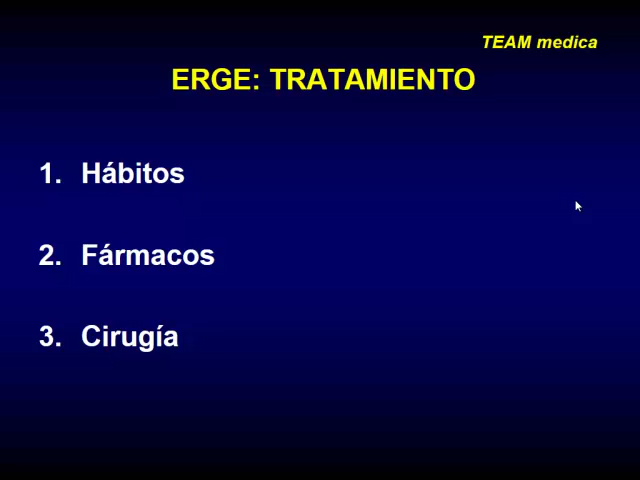 TEAM medica
ERGE: TRATAMIENTO
1. Hábitos
2. Fármacos
3. Cirugía